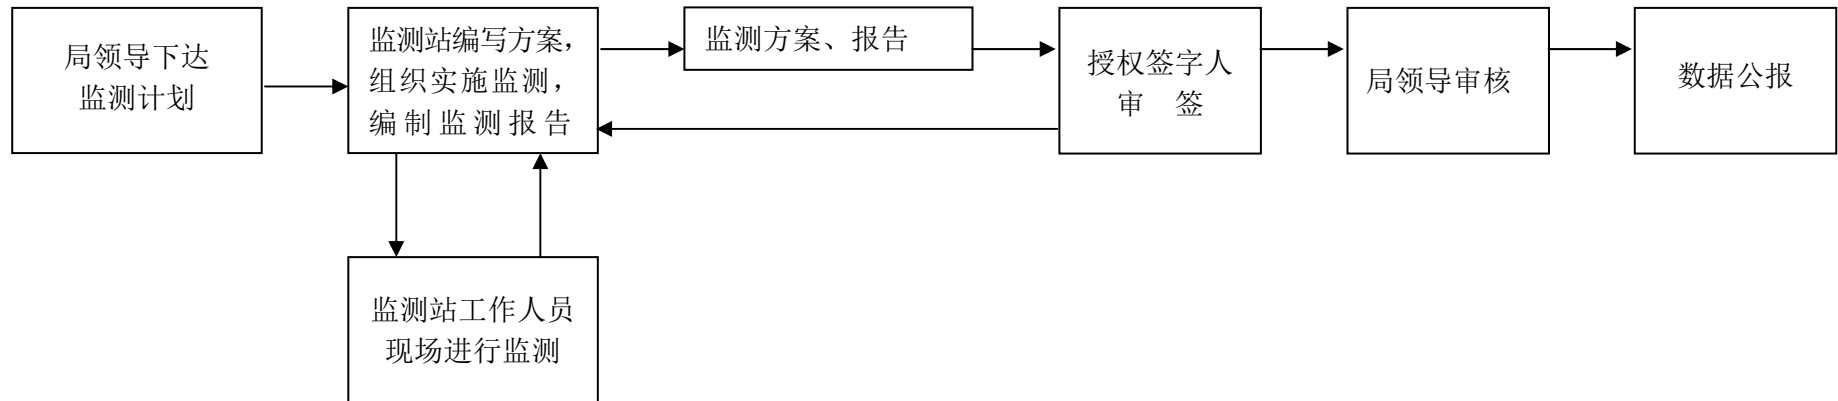 局领导下达
监测计划
监测站编写方案，
组织实施监测，
编制监测报告
监测方案、报告
授权签字人
审 签
局领导审核
数据公报
监测站工作人员
现场进行监测